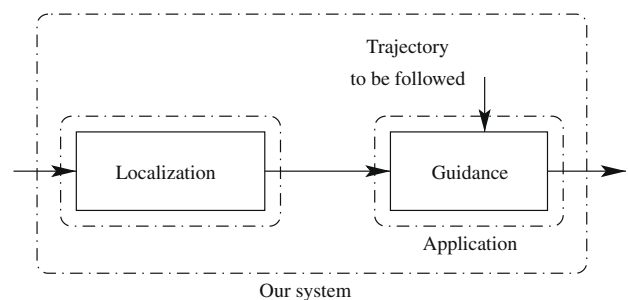 Trajectory
to be followed
Localization
Guidance
Application
Our system